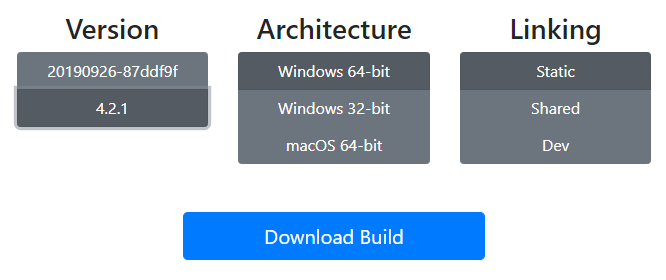 Version
20190926-87ddf9f
4.2.1
Architecture
Windows 64-bit
Windows 32-bit
macOS 64-bit
Linking
Static
Shared
Dev
Download Build